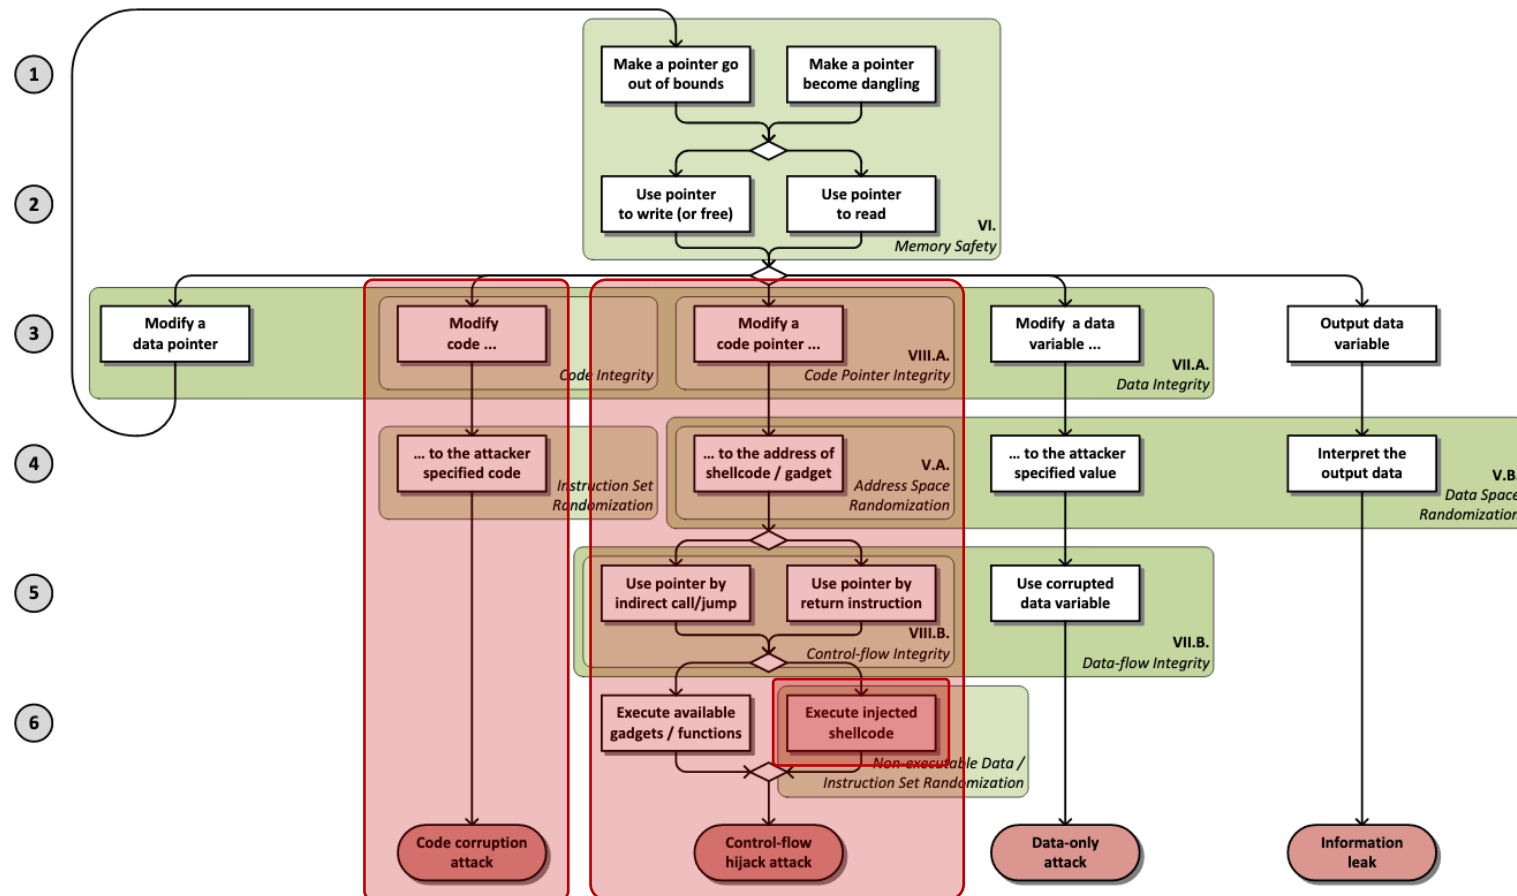 1
Make a pointer go
out of bounds
Make a pointer
become dangling
2
Use pointer
to write (or free)
Use pointer
to read
VI.
Memory Safety
3
Modify a
data pointer
Modify
code ...
Code Integrity
Modify a
code pointer ...
VIII.A.
Code Pointer Integrity
Modify a data
variable ...
VII.A.
Data Integrity
Output data
variable
4
... to the attacker
specified code
Instruction Set
Randomization
... to the address of
shellcode / gadget
V.A.
Address Space
Randomization
... to the attacker
specified value
Interpret the
output data
V.B.
Data Space
Randomization
5
Use pointer by
indirect call/jump
Use pointer by
return instruction
VIII.B.
Control-flow Integrity
Use corrupted
data variable
VII.B.
Data-flow Integrity
6
Execute available
gadgets / functions
Execute injected
shellcode
Non-executable Data /
Instruction Set Randomization
Code corruption
attack
Control-flow
hijack attack
Data-only
attack
Information
leak